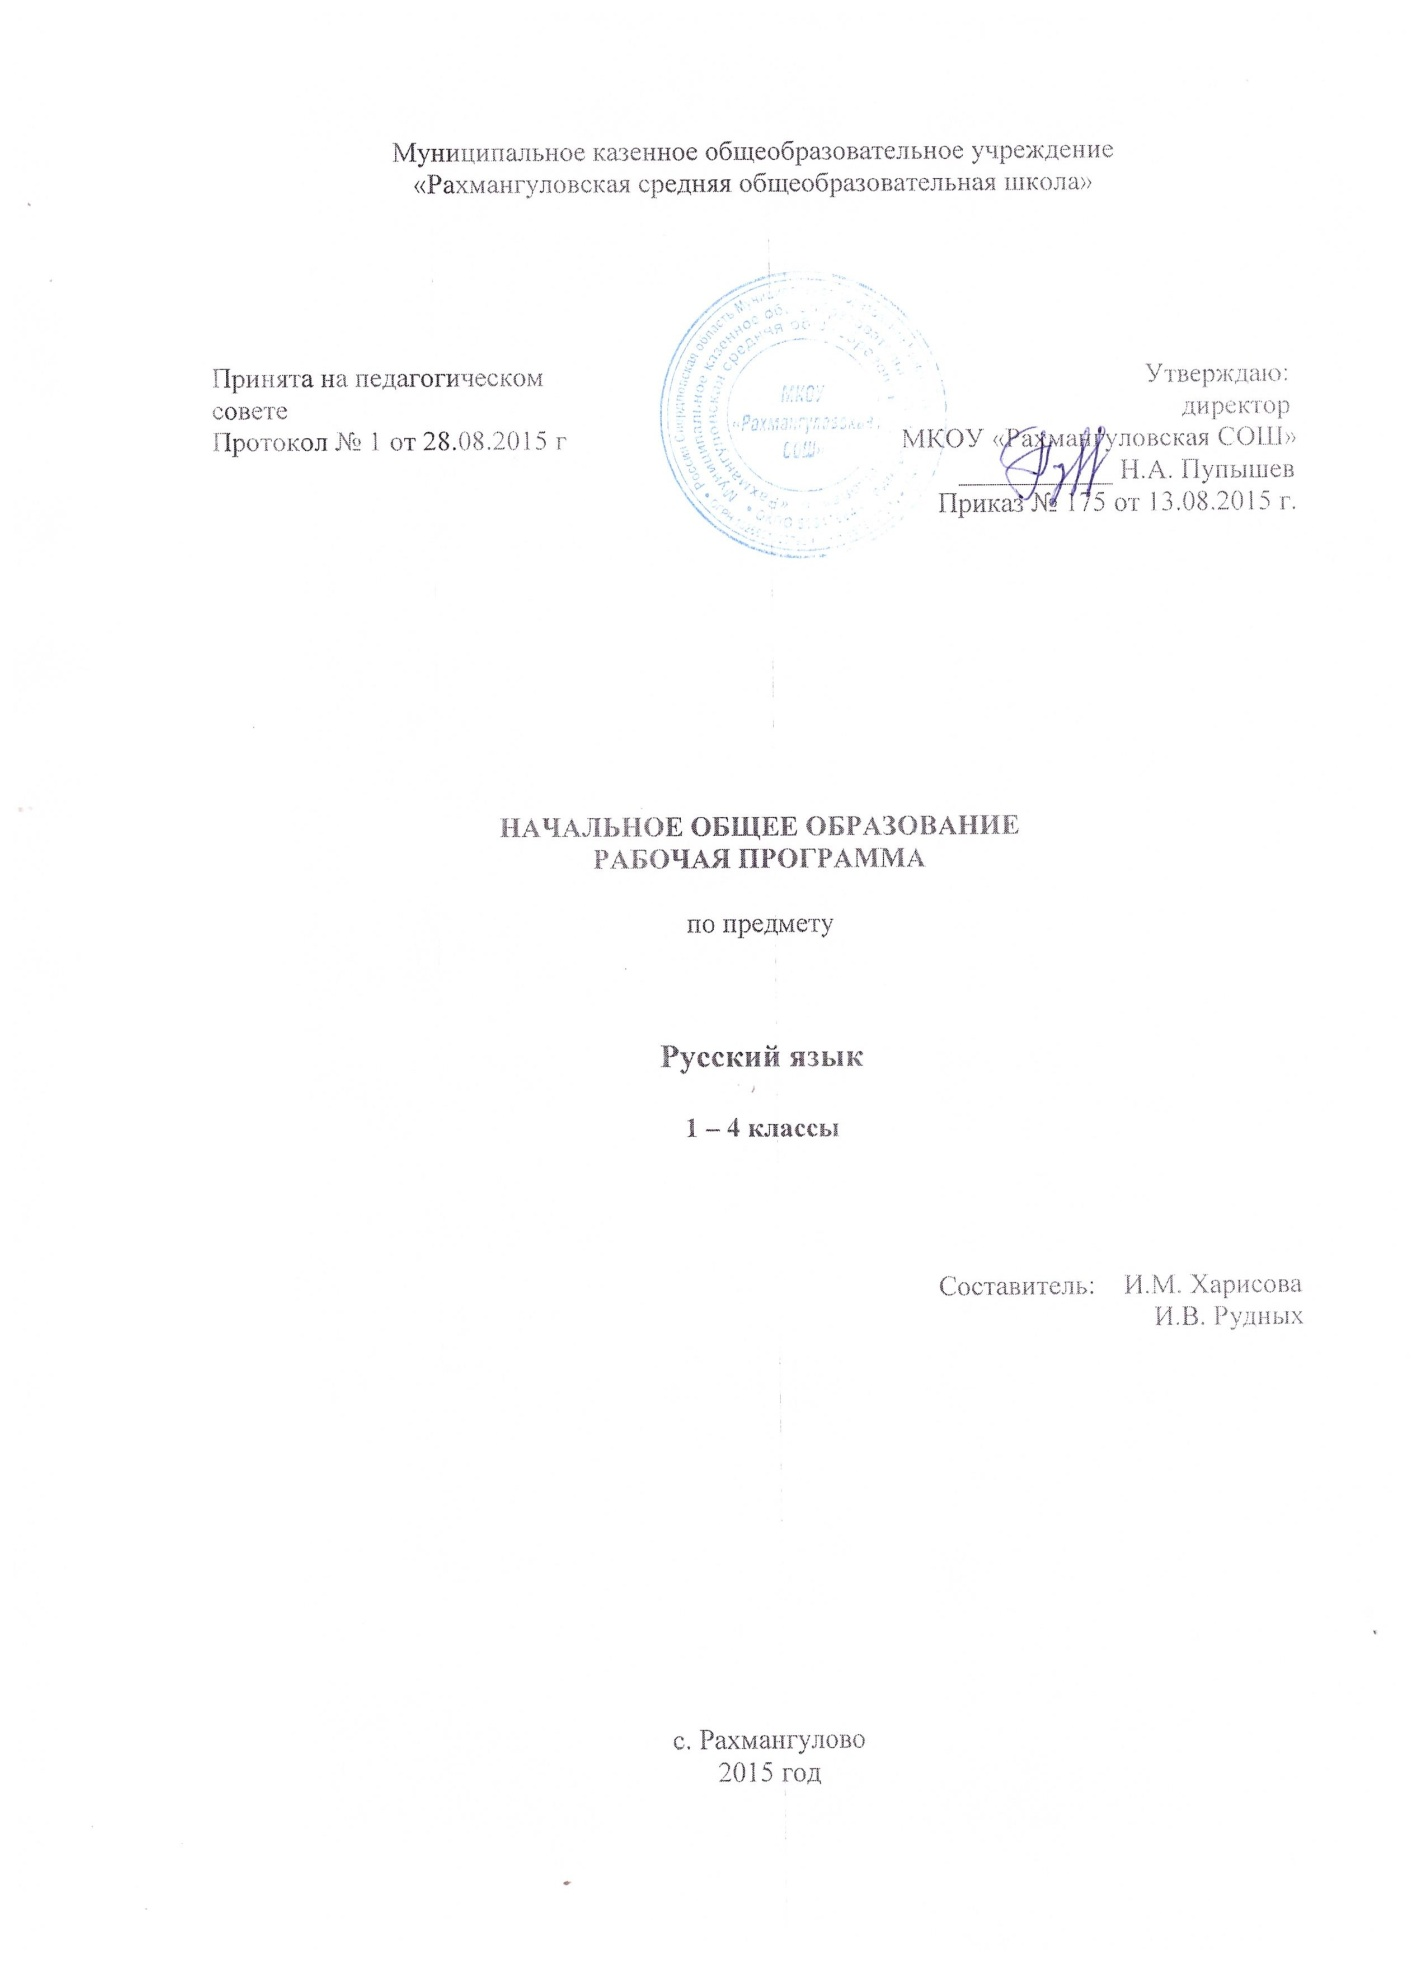 Муниципальное казенное общеобразовательное учреждение
«Рахмангуловская средняя общеобразовательная школа»
Принята на педагогическом
совете
Протокол № 1 от 28.08.2015 г
МКОУ
«Рахмангуловская
СОШ»
Утверждаю:
директор
МКОУ «Рахмангуловская СОШ»
____________ Н.А. Пупышев
Приказ № 175 от 13.08.2015 г.
НАЧАЛЬНОЕ ОБЩЕЕ ОБРАЗОВАНИЕ
РАБОЧАЯ ПРОГРАММА
по предмету
Русский язык
1 – 4 классы
Составитель: И.М. Харисова
И.В. Рудных
с. Рахмангулово
2015 год